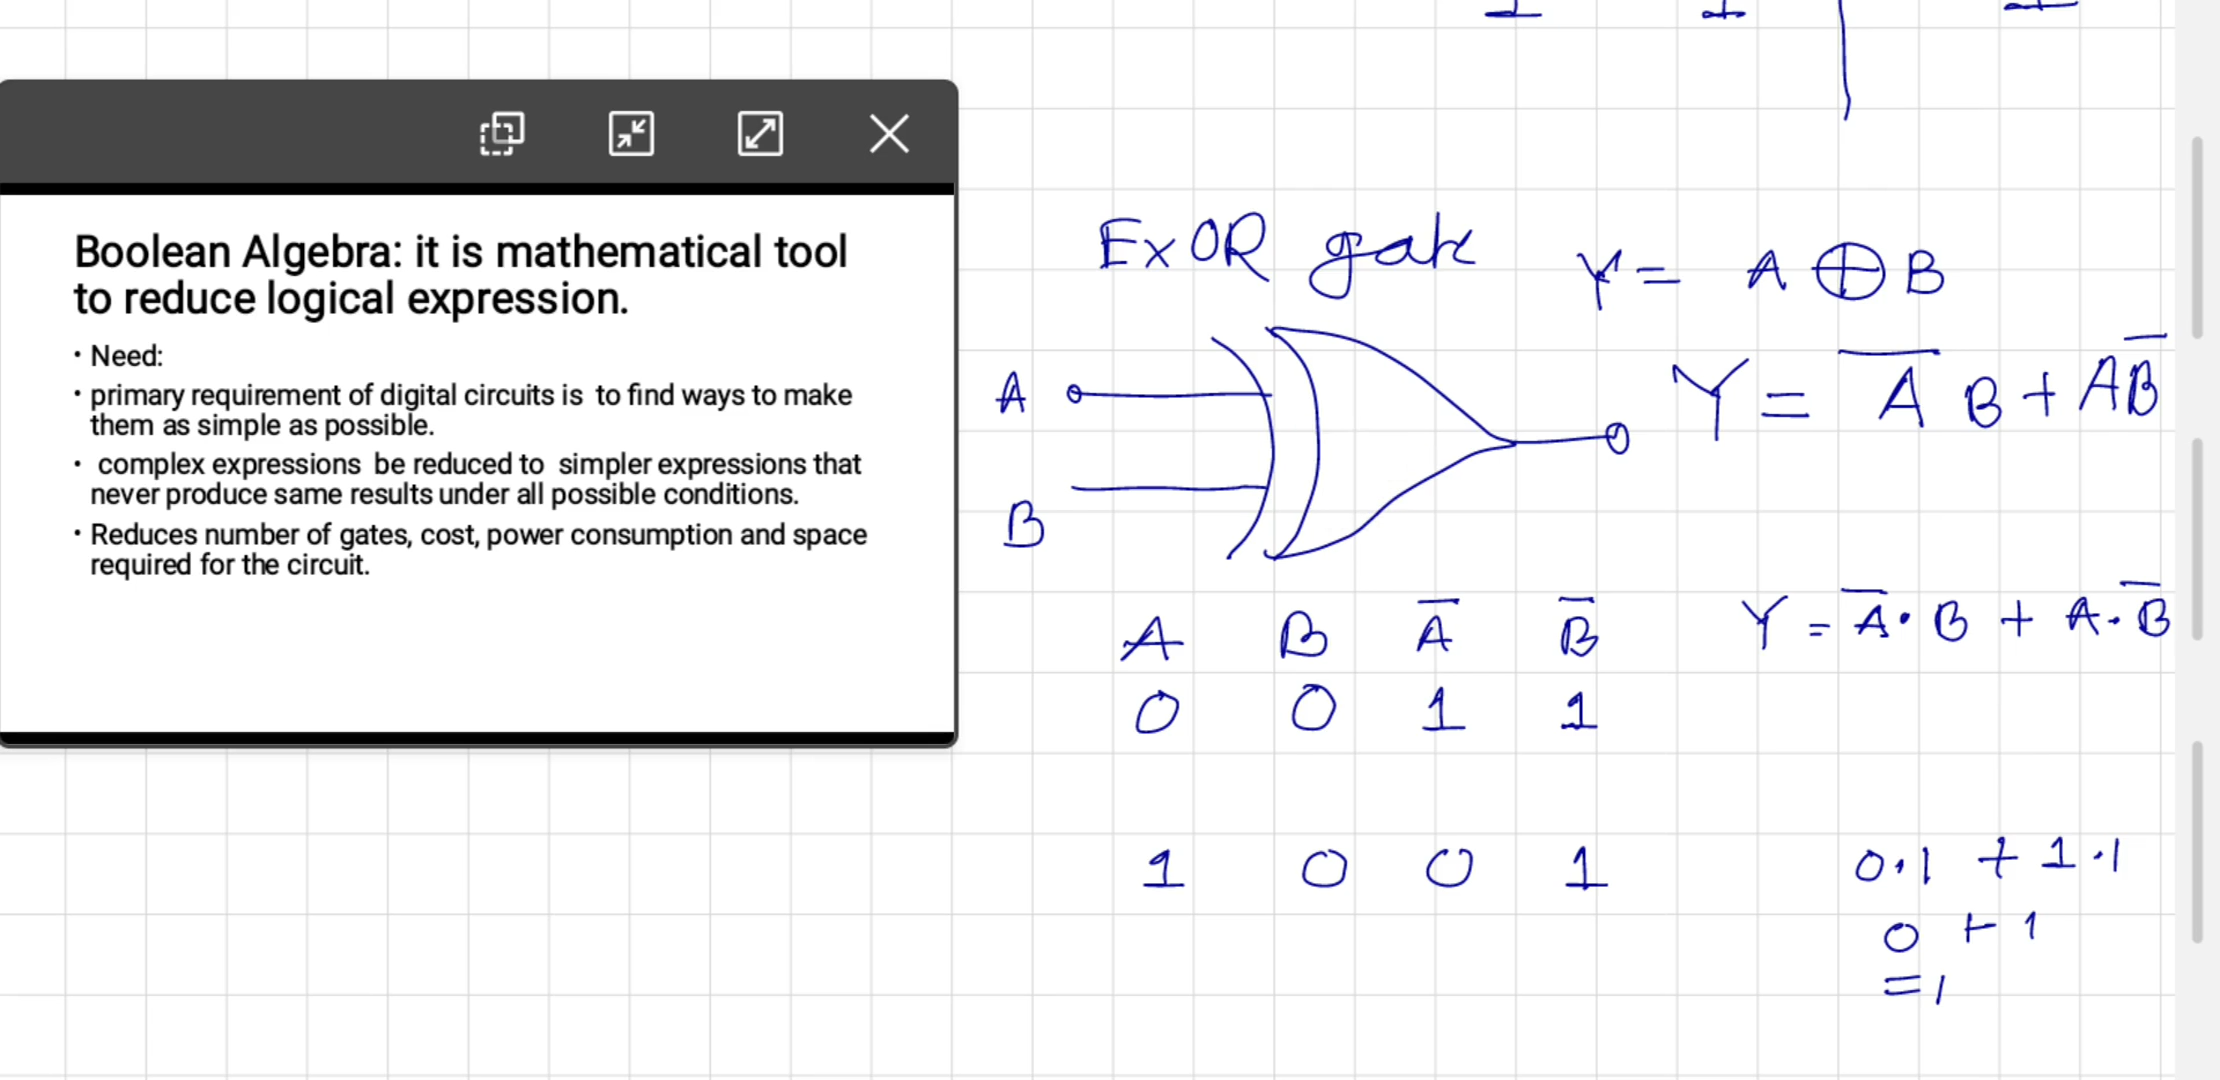 Boolean Algebra: it is mathematical tool
to reduce logical expression.
• Need:
• primary requirement of digital circuits is to find ways to make
them as simple as possible.
• complex expressions be reduced to simpler expressions that
never produce same results under all possible conditions.
• Reduces number of gates, cost, power consumption and space
required for the circuit.
ExOR gate Y = A ⊕ B
A Y = A̅ B + AB̅
B
A B A̅ B̅ Y = A̅ · B + A · B̅
0 0 1 1
1 0 0 1 0·1 + 1·1
0 + 1
= 1